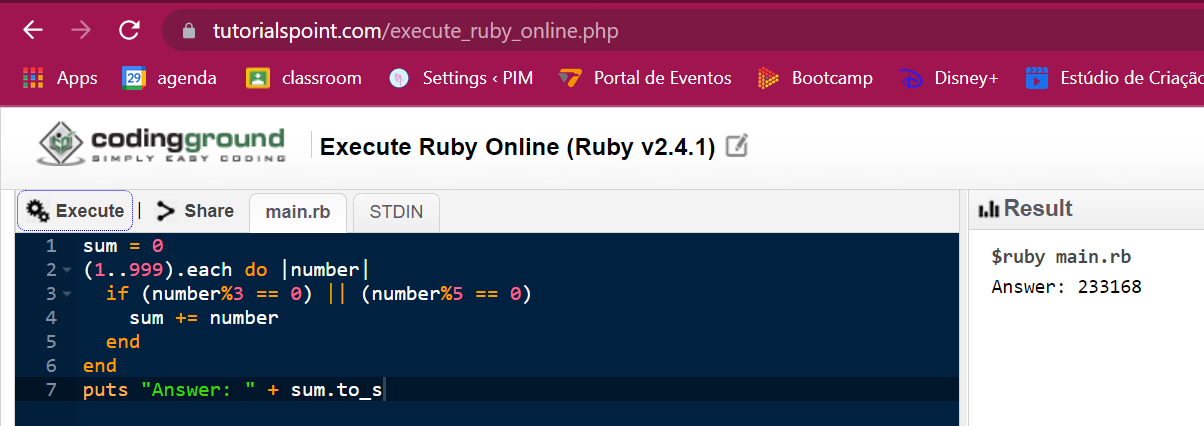 tutorialspoint.com/execute_ruby_online.php
Apps 29 agenda classroom Settings ‹ PIM Portal de Eventos Bootcamp Disney+ Estúdio de Criação
codingground
SIMPLY EASY CODING
Execute Ruby Online (Ruby v2.4.1)
Execute | Share main.rb STDIN
1 sum = 0
2 (1..999).each do |number|
3 if (number%3 == 0) || (number%5 == 0)
4 sum += number
5 end
6 end
7 puts "Answer: " + sum.to_s
Result
$ruby main.rb
Answer: 233168